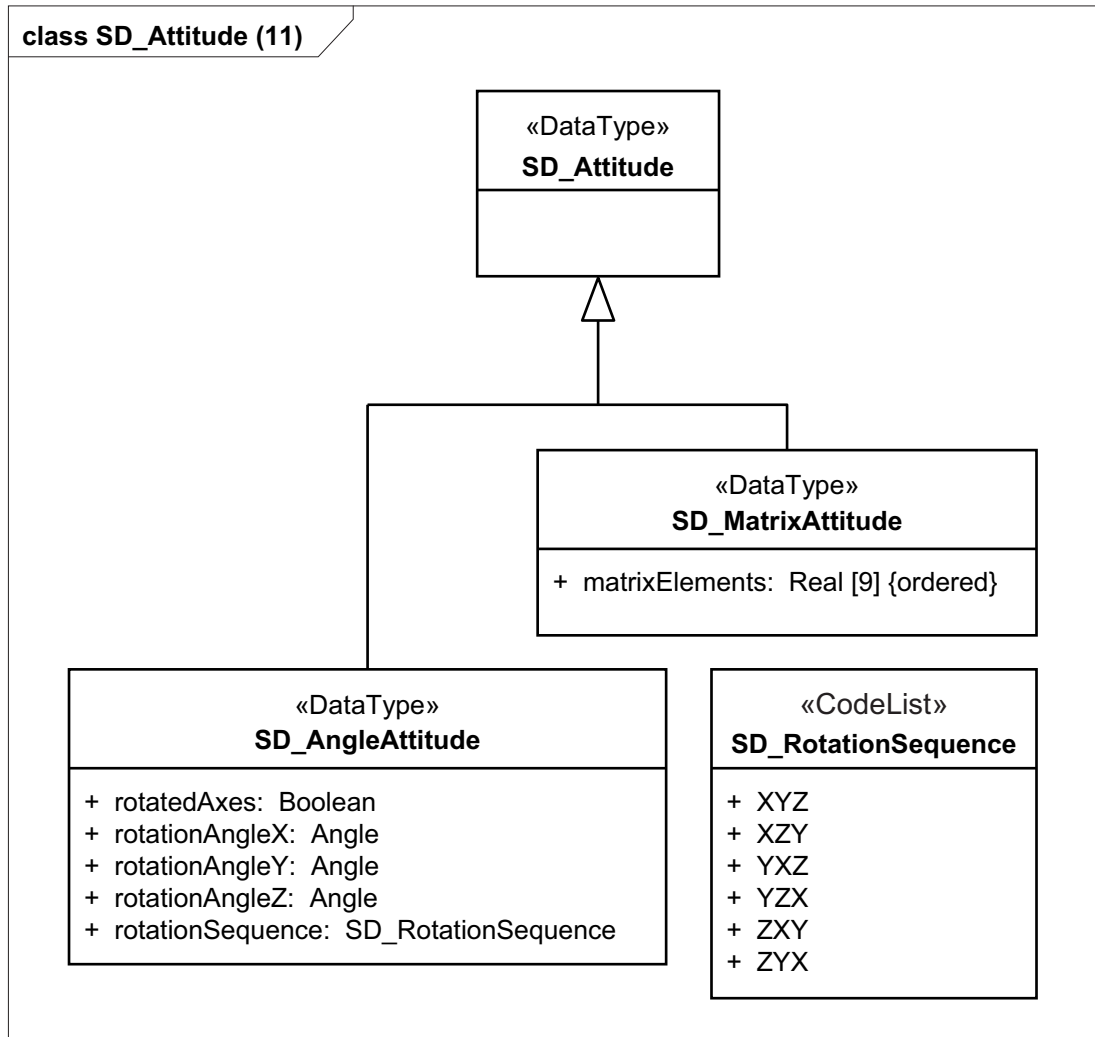 class SD_Attitude (11)
«DataType»
SD_Attitude
«DataType»
SD_MatrixAttitude
+ matrixElements: Real [9] {ordered}
«DataType»
SD_AngleAttitude
+ rotatedAxes: Boolean
+ rotationAngleX: Angle
+ rotationAngleY: Angle
+ rotationAngleZ: Angle
+ rotationSequence: SD_RotationSequence
«CodeList»
SD_RotationSequence
+ XYZ
+ XZY
+ YXZ
+ YZX
+ ZXY
+ ZYX